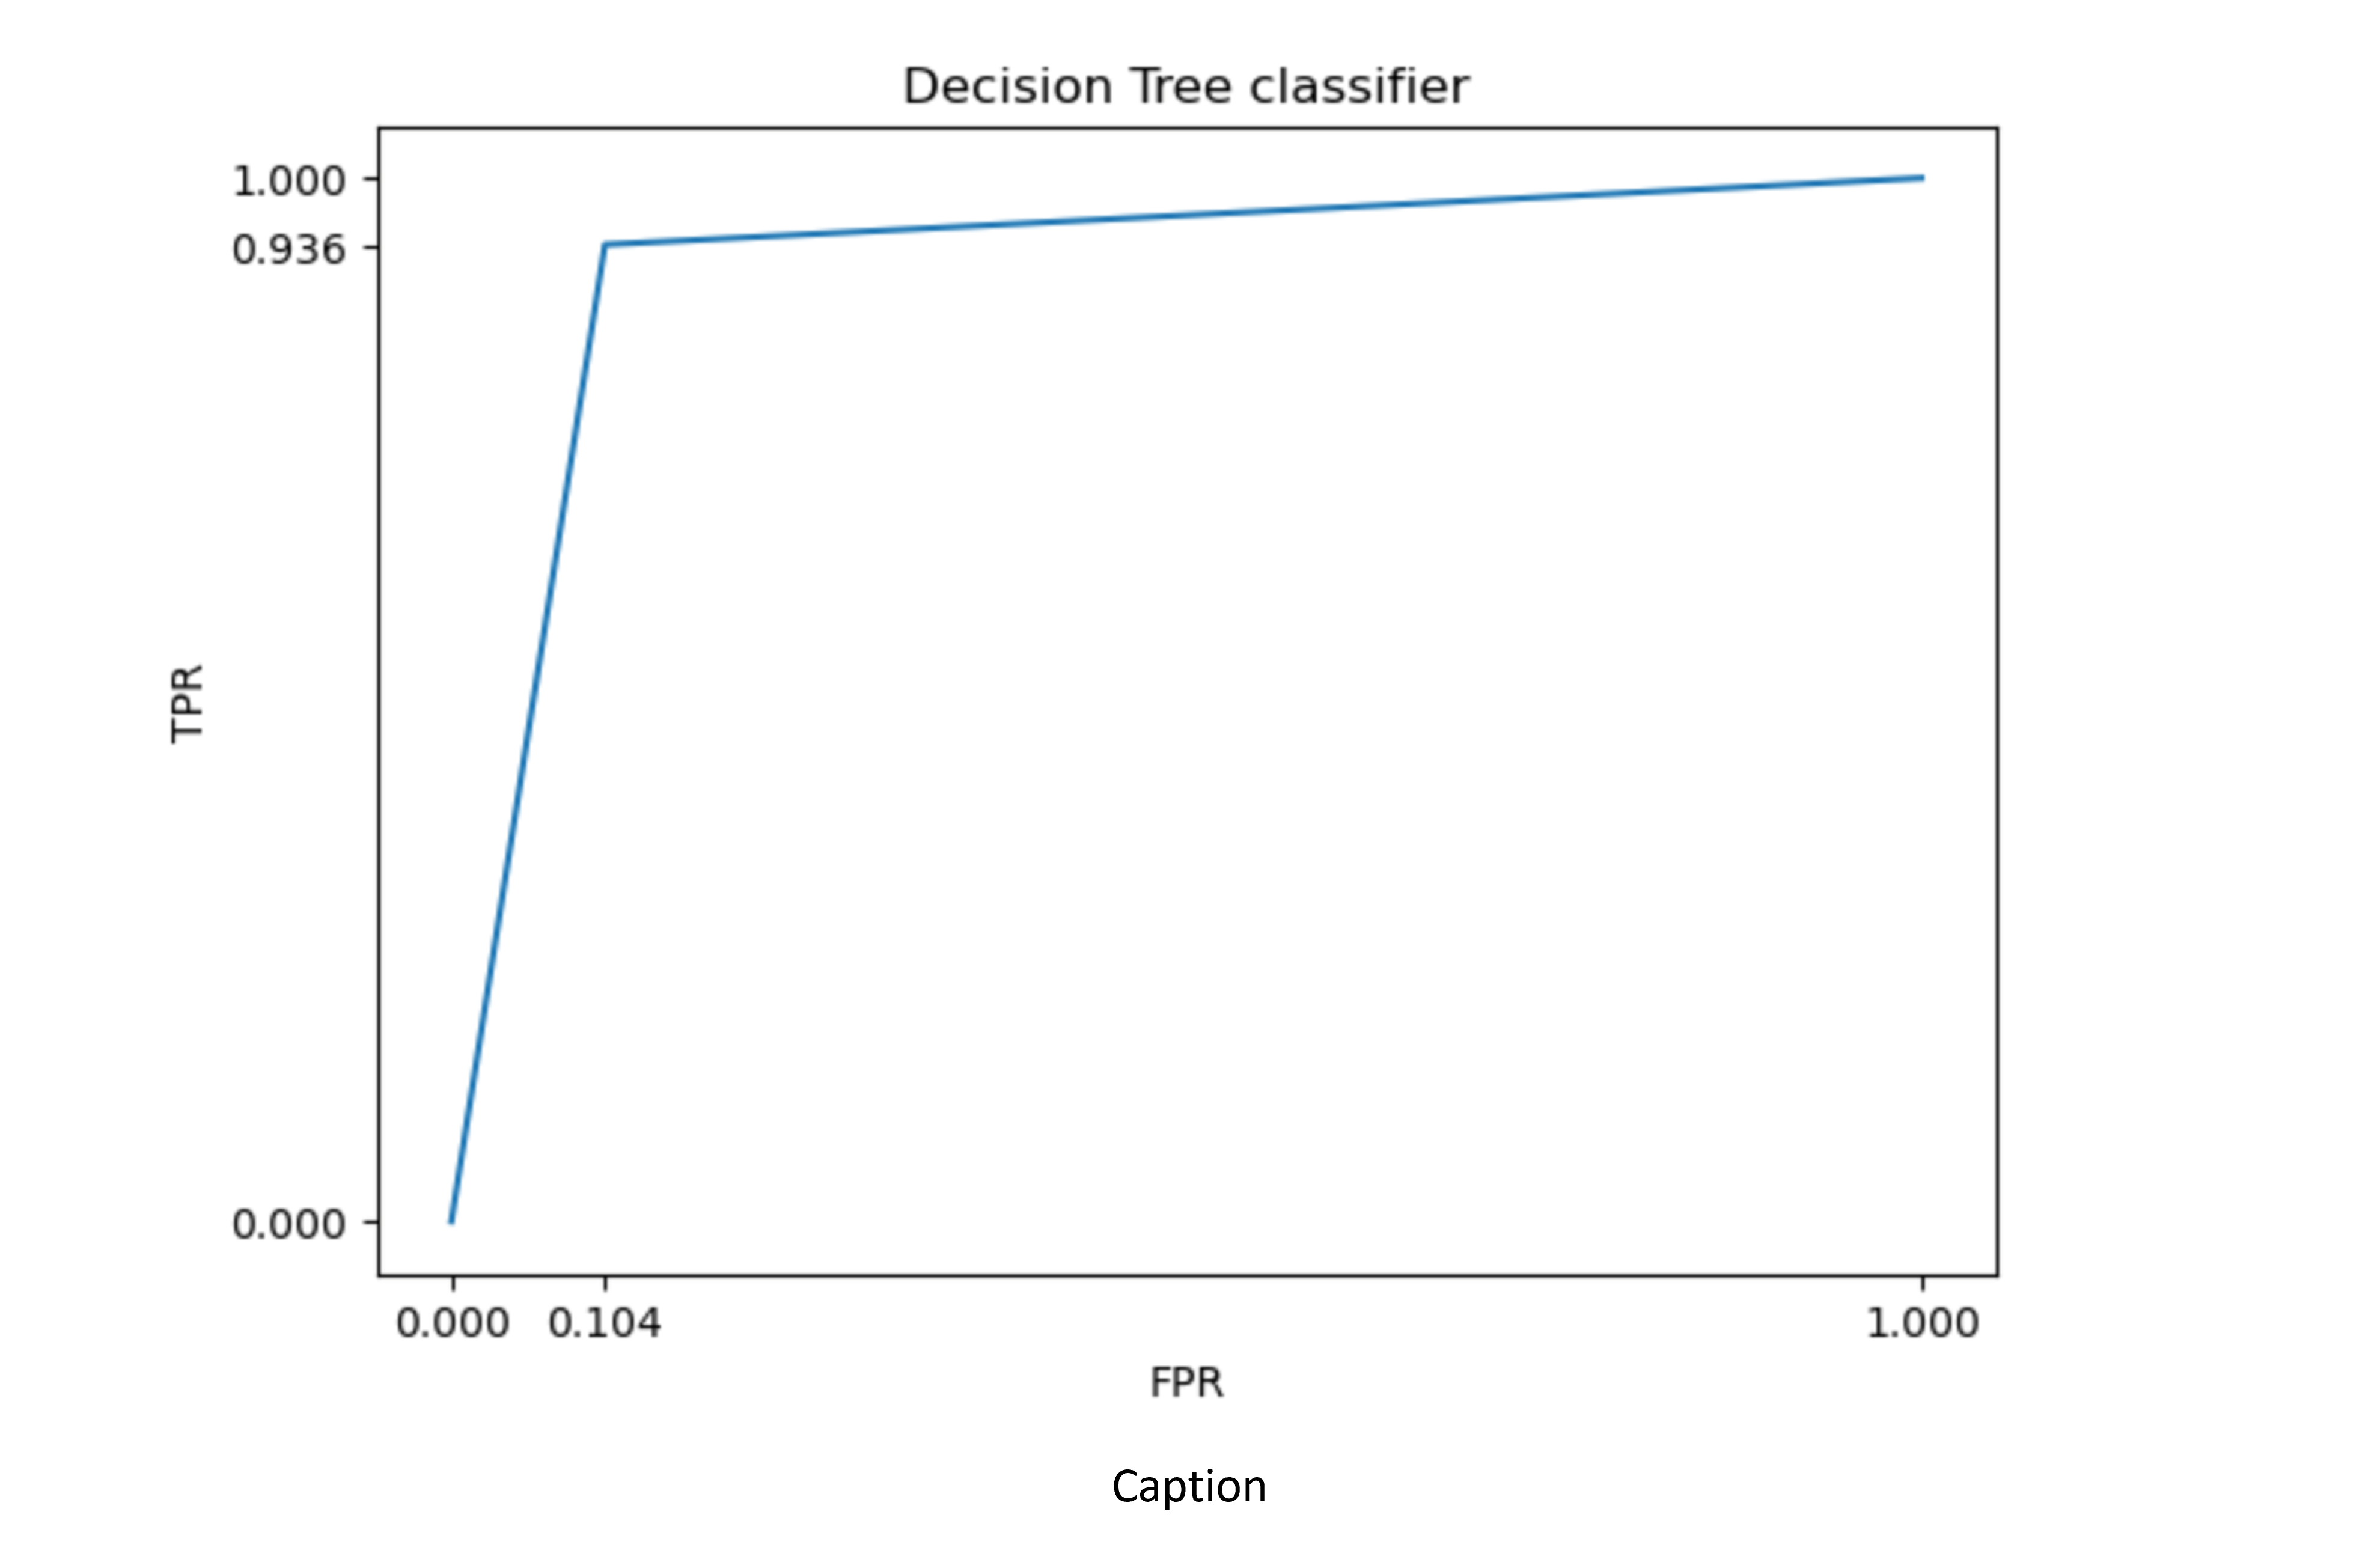 Decision Tree classifier
1.000
0.936
TPR
0.000
0.000 0.104 1.000
FPR
Caption